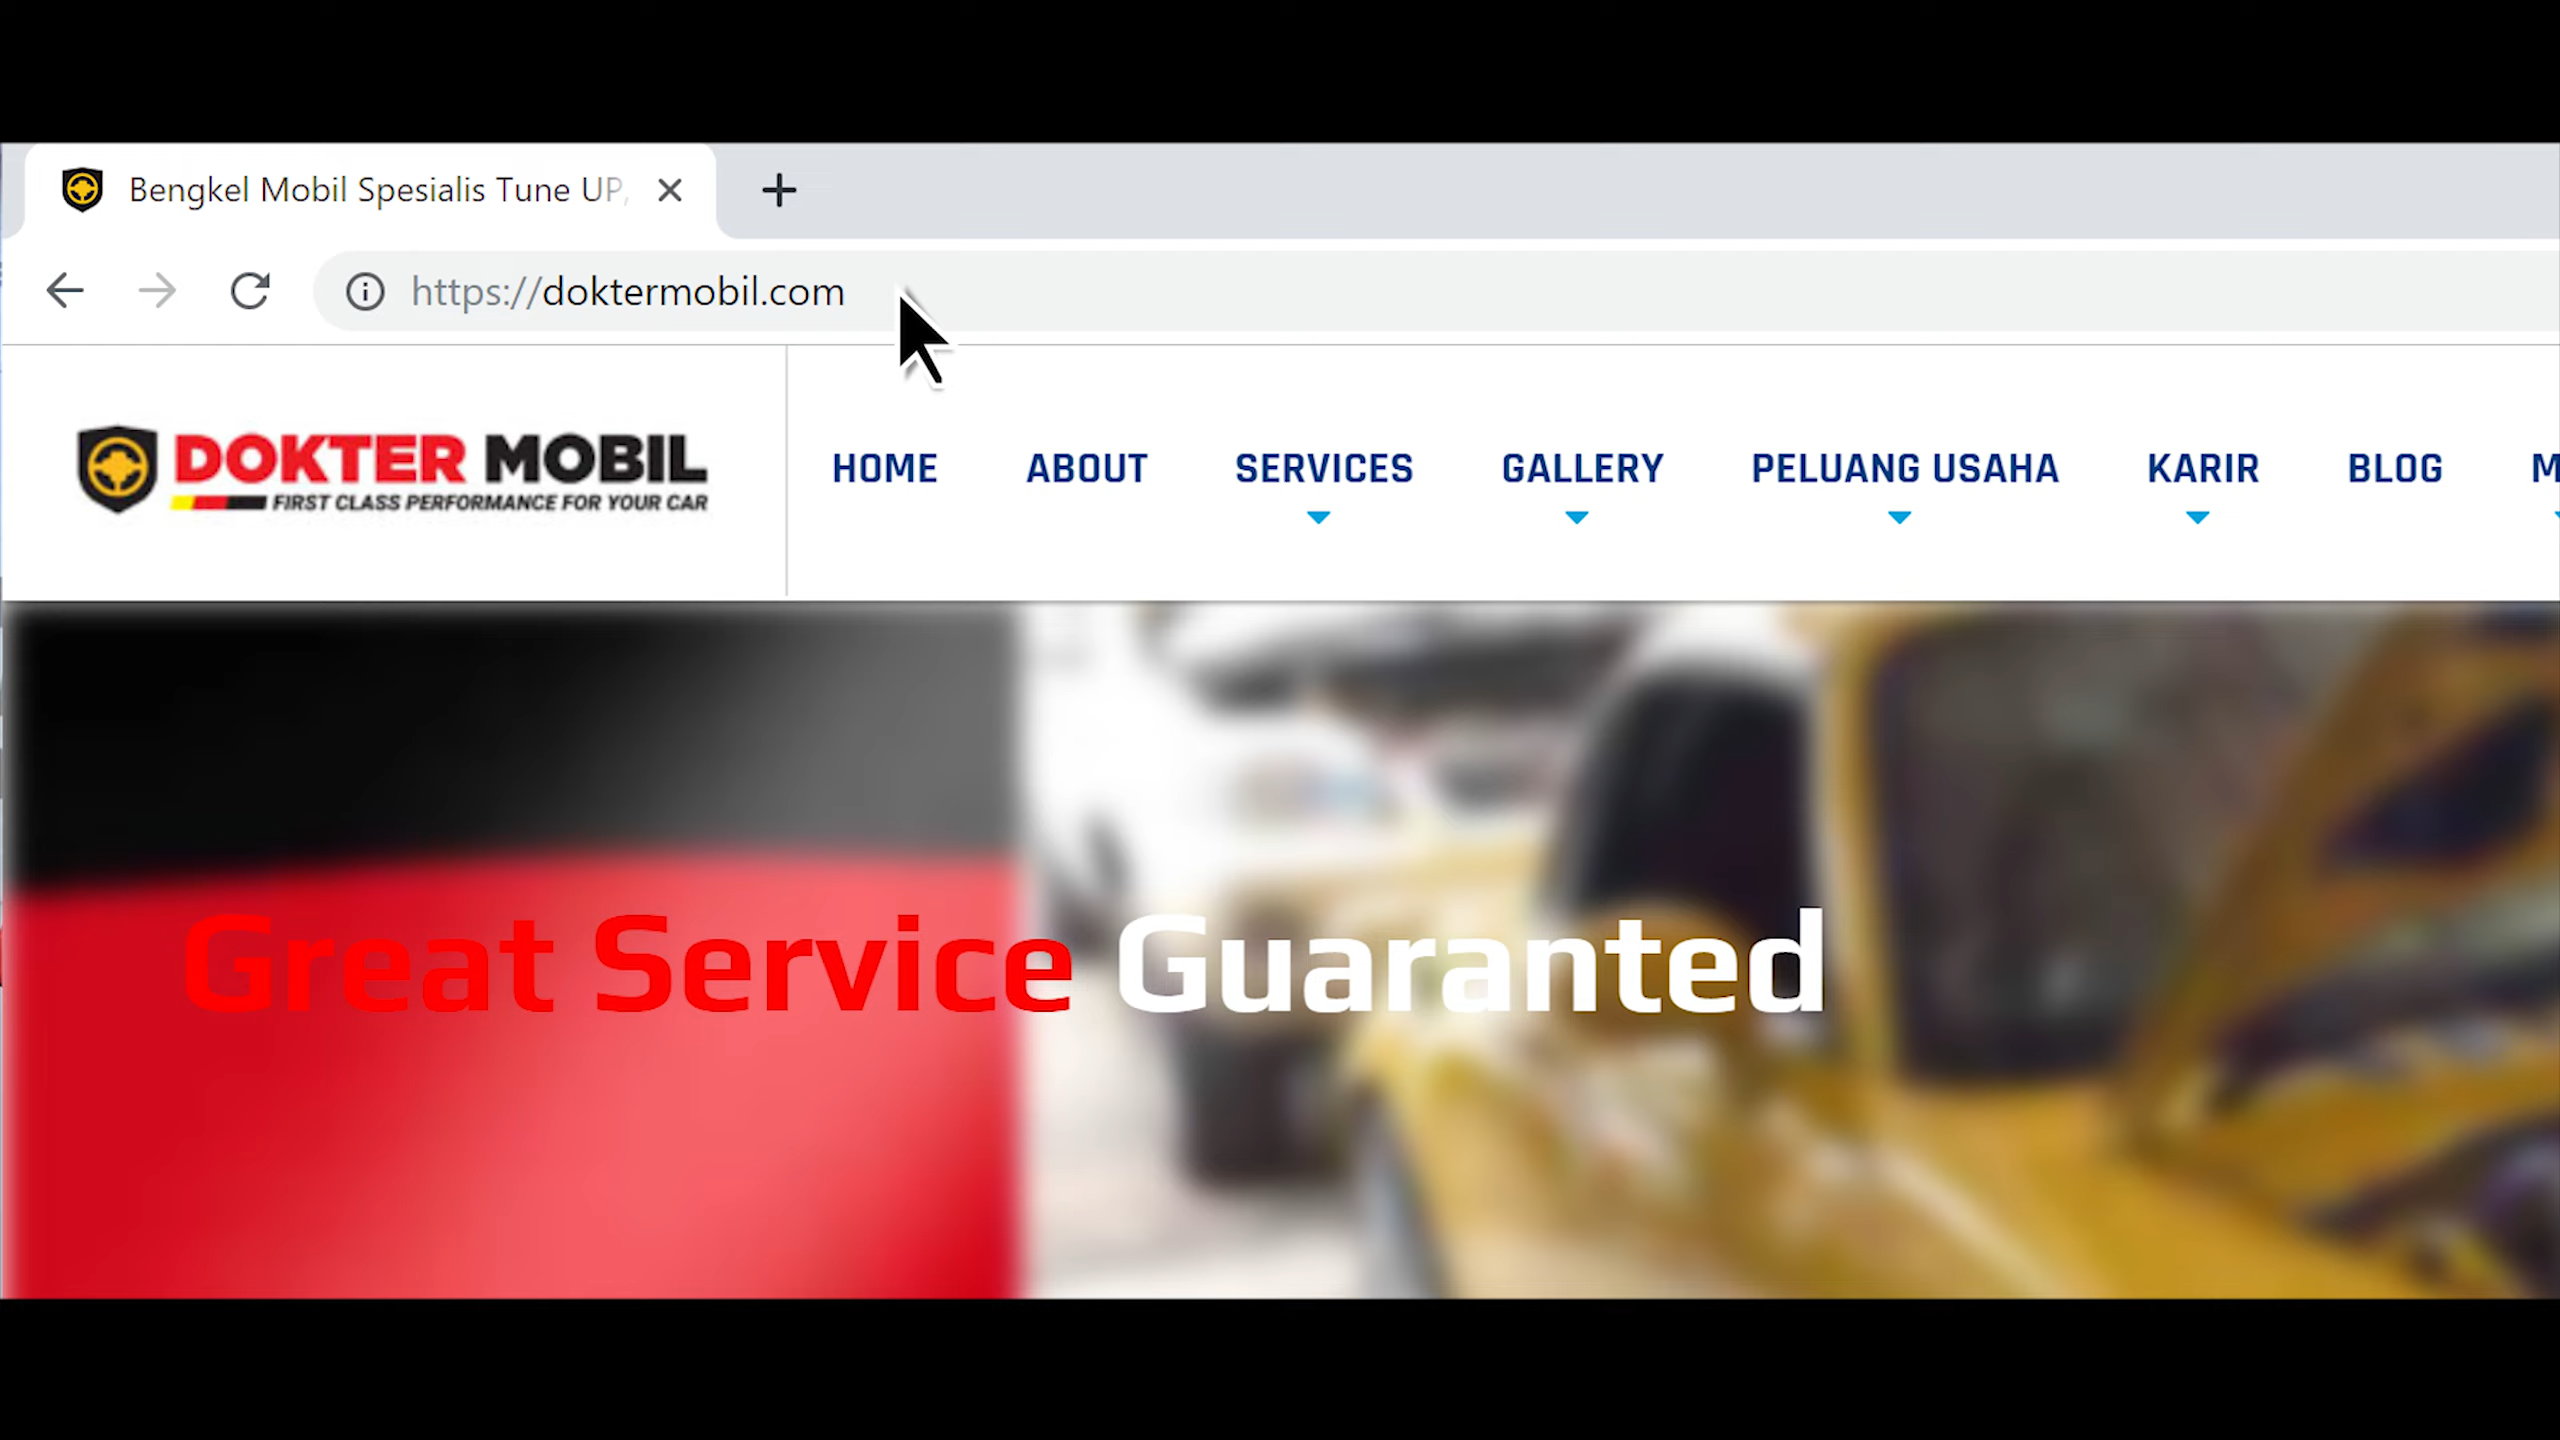 Bengkel Mobil Spesialis Tune UP,
https://doktermobil.com
DOKTER MOBIL
FIRST CLASS PERFORMANCE FOR YOUR CAR
HOME ABOUT SERVICES GALLERY PELUANG USAHA KARIR BLOG
Great Service Guaranted